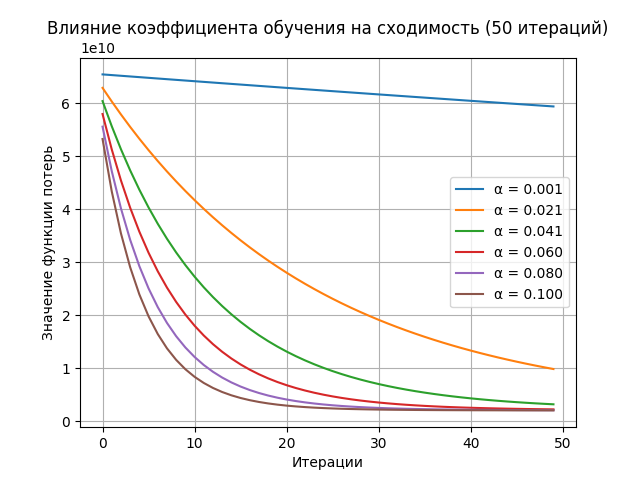 Влияние коэффициента обучения на сходимость (50 итераций)
1e10
Значение функции потерь
6
5
4
3
2
1
0
α = 0.001
α = 0.021
α = 0.041
α = 0.060
α = 0.080
α = 0.100
0 10 20 30 40 50
Итерации